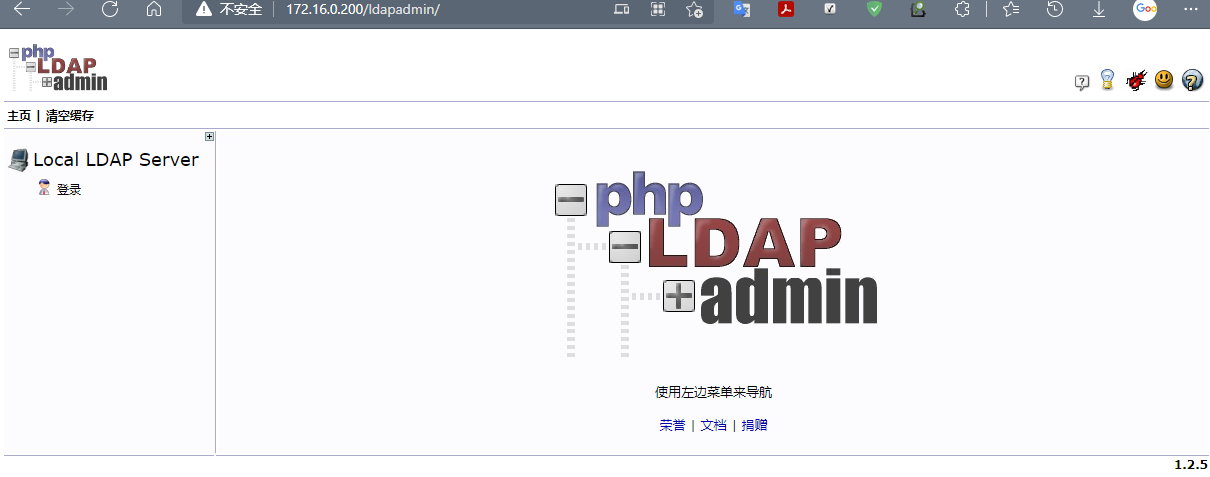 不安全 | 172.16.0.200/ldapadmin/
Goo
php
LDAP
admin
主页 | 清空缓存
Local LDAP Server
登录
php
LDAP
admin
使用左边菜单来导航
荣誉 | 文档 | 捐赠
1.2.5